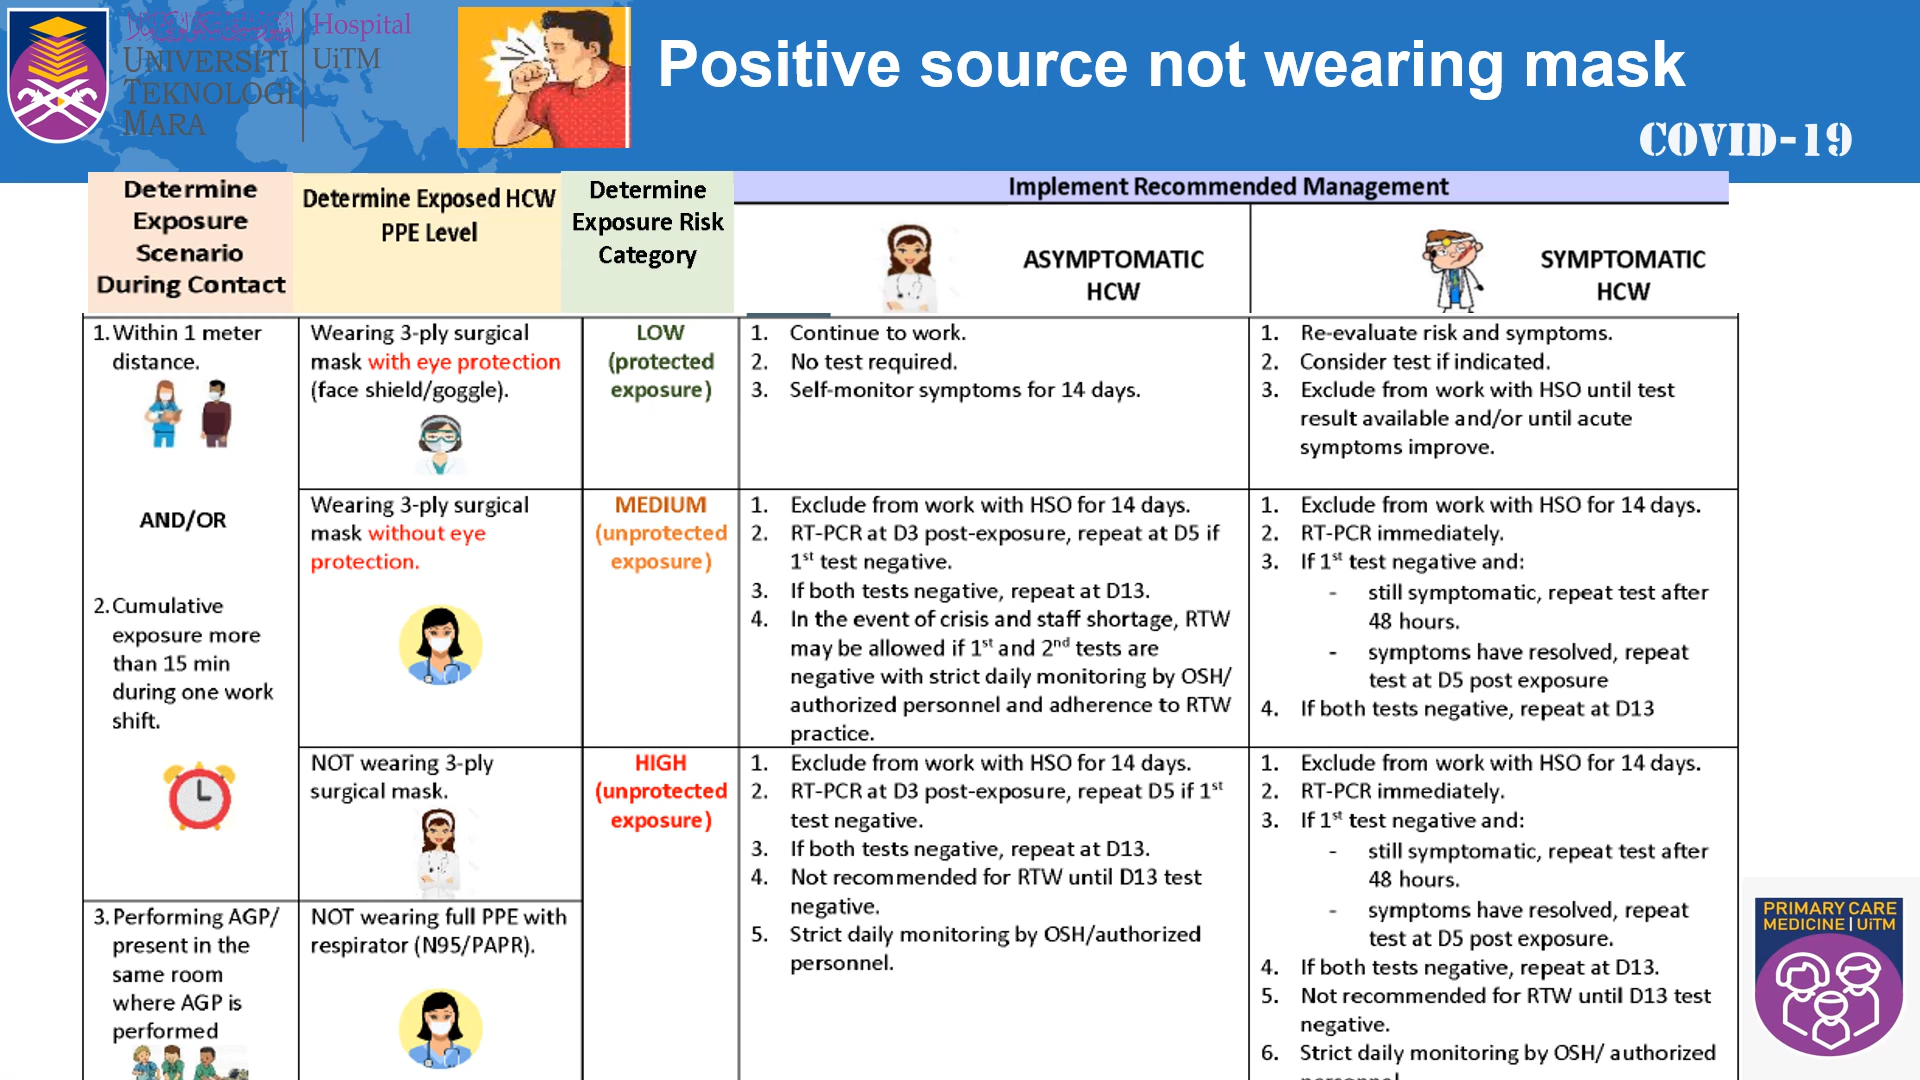 UNIVERSITI
TEKNOLOGI
MARA
Hospital
UiTM
Positive source not wearing mask
COVID-19
Determine
Exposure
Scenario
During Contact
Determine Exposed HCW
PPE Level
Determine
Exposure Risk
Category
Implement Recommended Management
ASYMPTOMATIC
HCW
SYMPTOMATIC
HCW
1. Within 1 meter
distance.
AND/OR
2. Cumulative
exposure more
than 15 min
during one work
shift.
Wearing 3-ply surgical
mask with eye protection
(face shield/goggle).
LOW
(protected
exposure)
1. Continue to work.
2. No test required.
3. Self-monitor symptoms for 14 days.
1. Re-evaluate risk and symptoms.
2. Consider test if indicated.
3. Exclude from work with HSO until test
result available and/or until acute
symptoms improve.
Wearing 3-ply surgical
mask without eye
protection.
MEDIUM
(unprotected
exposure)
1. Exclude from work with HSO for 14 days.
2. RT-PCR at D3 post-exposure, repeat at D5 if
1st test negative.
3. If both tests negative, repeat at D13.
4. In the event of crisis and staff shortage, RTW
may be allowed if 1st and 2nd tests are
negative with strict daily monitoring by OSH/
authorized personnel and adherence to RTW
practice.
1. Exclude from work with HSO for 14 days.
2. RT-PCR immediately.
3. If 1st test negative and:
- still symptomatic, repeat test after
48 hours.
- symptoms have resolved, repeat
test at D5 post exposure
4. If both tests negative, repeat at D13
NOT wearing 3-ply
surgical mask.
HIGH
(unprotected
exposure)
1. Exclude from work with HSO for 14 days.
2. RT-PCR at D3 post-exposure, repeat D5 if 1st
test negative.
3. If both tests negative, repeat at D13.
4. Not recommended for RTW until D13 test
negative.
5. Strict daily monitoring by OSH/authorized
personnel.
1. Exclude from work with HSO for 14 days.
2. RT-PCR immediately.
3. If 1st test negative and:
- still symptomatic, repeat test after
48 hours.
- symptoms have resolved, repeat
test at D5 post exposure.
4. If both tests negative, repeat at D13.
5. Not recommended for RTW until D13 test
negative.
6. Strict daily monitoring by OSH/ authorized
3. Performing AGP/
present in the
same room
where AGP is
performed
NOT wearing full PPE with
respirator (N95/PAPR).
PRIMARY CARE
MEDICINE | UiTM